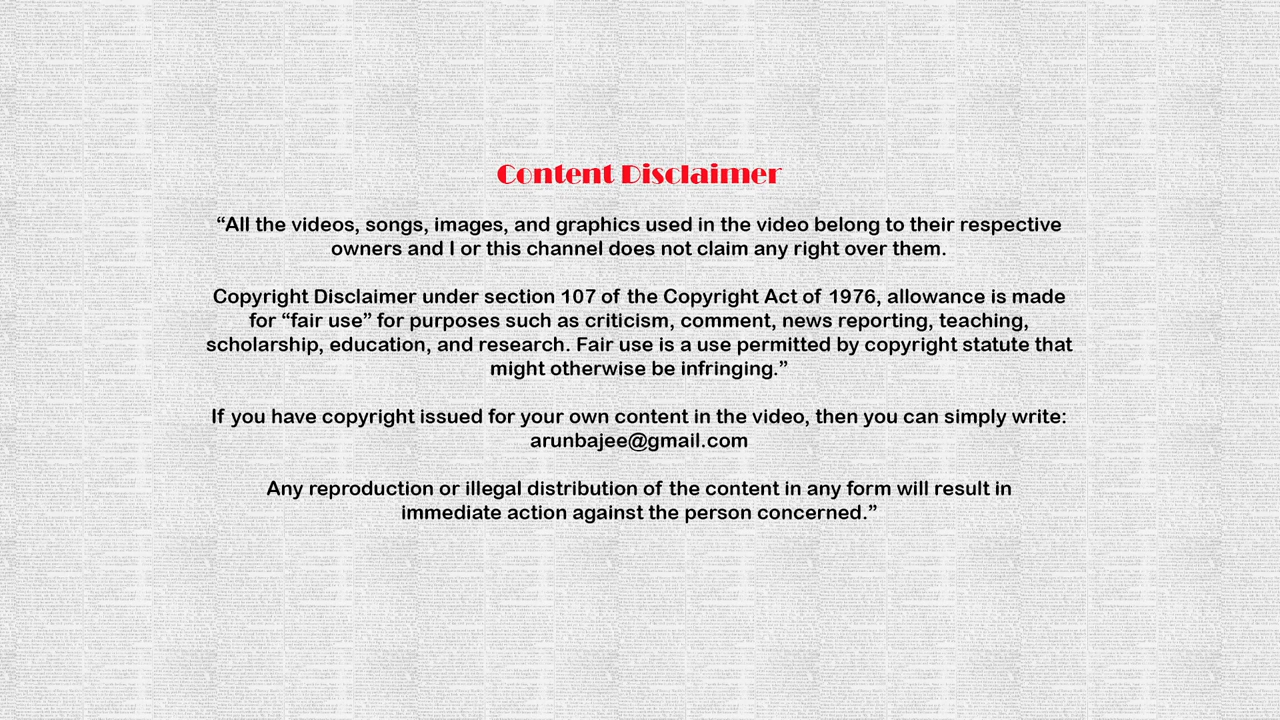 Content Disclaimer
“All the videos, songs, images, and graphics used in the video belong to their respective
owners and I or this channel does not claim any right over them.
Copyright Disclaimer under section 107 of the Copyright Act of 1976, allowance is made
for “fair use” for purposes such as criticism, comment, news reporting, teaching,
scholarship, education, and research. Fair use is a use permitted by copyright statute that
might otherwise be infringing.”
If you have copyright issued for your own content in the video, then you can simply write:
arunbajee@gmail.com
Any reproduction or illegal distribution of the content in any form will result in
immediate action against the person concerned.”